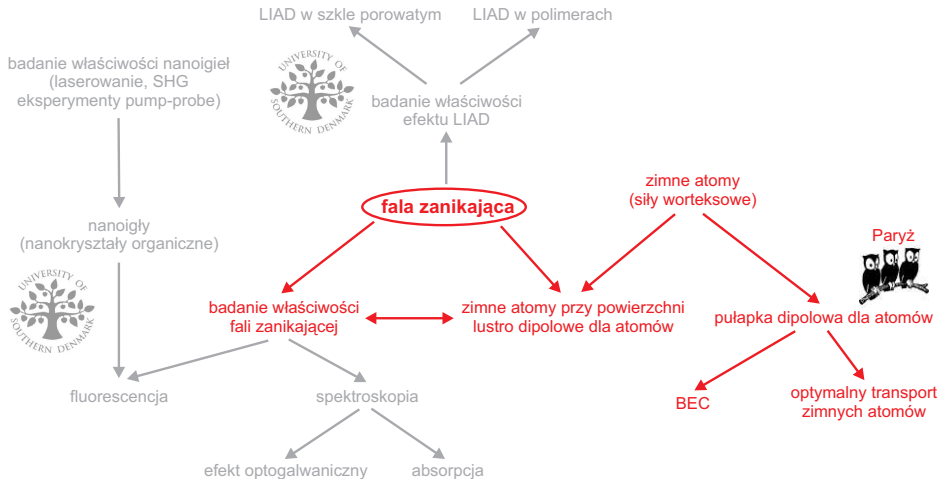 LIAD w szkle porowatym
LIAD w polimerach
badanie właściwości nanoigieł
(laserowanie, SHG
eksperymenty pump-probe)
UNIVERSITY OF
SOUTHERN DENMARK
badanie właściwości
efektu LIAD
fala zanikająca
zimne atomy
(siły worteksowe)
nanoigły
(nanokryształy organiczne)
Paryż
UNIVERSITY OF
SOUTHERN DENMARK
badanie właściwości
fali zanikającej
zimne atomy przy powierzchni
lustro dipolowe dla atomów
pułapka dipolowa dla atomów
fluorescencja
spektroskopia
BEC
optymalny transport
zimnych atomów
efekt optogalwaniczny
absorpcja